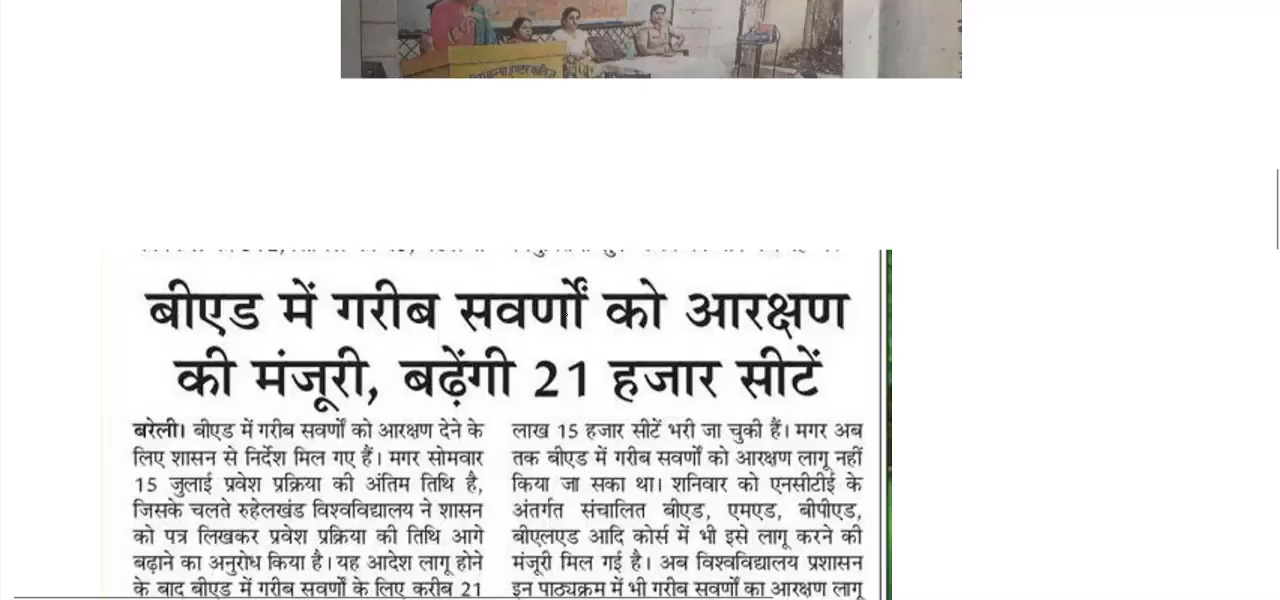 बीएड में गरीब सवर्णों को आरक्षण
की मंजूरी, बढ़ेंगी 21 हजार सीटें
बरेली। बीएड में गरीब सवर्णों को आरक्षण देने के
लिए शासन से निर्देश मिल गए हैं। मगर सोमवार
15 जुलाई प्रवेश प्रक्रिया की अंतिम तिथि है,
जिसके चलते रुहेलखंड विश्वविद्यालय ने शासन
को पत्र लिखकर प्रवेश प्रक्रिया की तिथि आगे
बढ़ाने का अनुरोध किया है। यह आदेश लागू होने
के बाद बीएड में गरीब सवर्णों के लिए करीब 21
लाख 15 हजार सीटें भरी जा चुकी हैं। मगर अब
तक बीएड में गरीब सवर्णों को आरक्षण लागू नहीं
किया जा सका था। शनिवार को एनसीटीई के
अंतर्गत संचालित बीएड, एमएड, बीपीएड,
बीएलएड आदि कोर्स में भी इसे लागू करने की
मंजूरी मिल गई है। अब विश्वविद्यालय प्रशासन
इन पाठ्यक्रम में भी गरीब सवर्णों का आरक्षण लागू